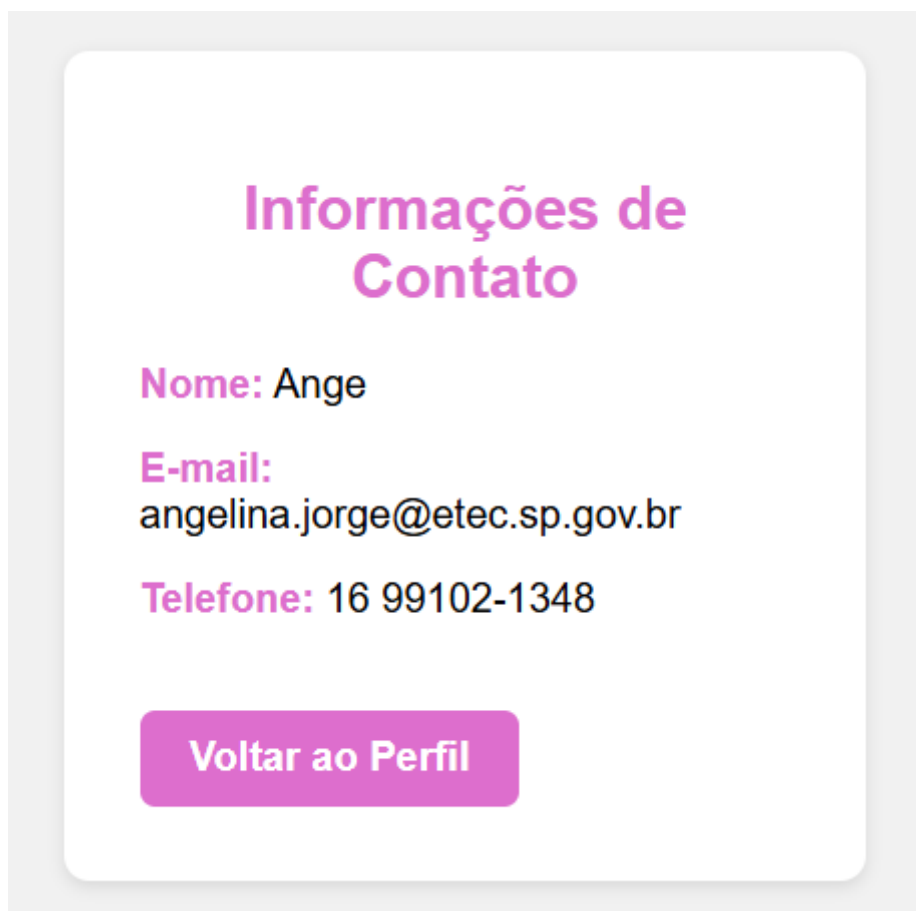 Informações de
Contato
Nome: Ange
E-mail:
angelina.jorge@etec.sp.gov.br
Telefone: 16 99102-1348
Voltar ao Perfil